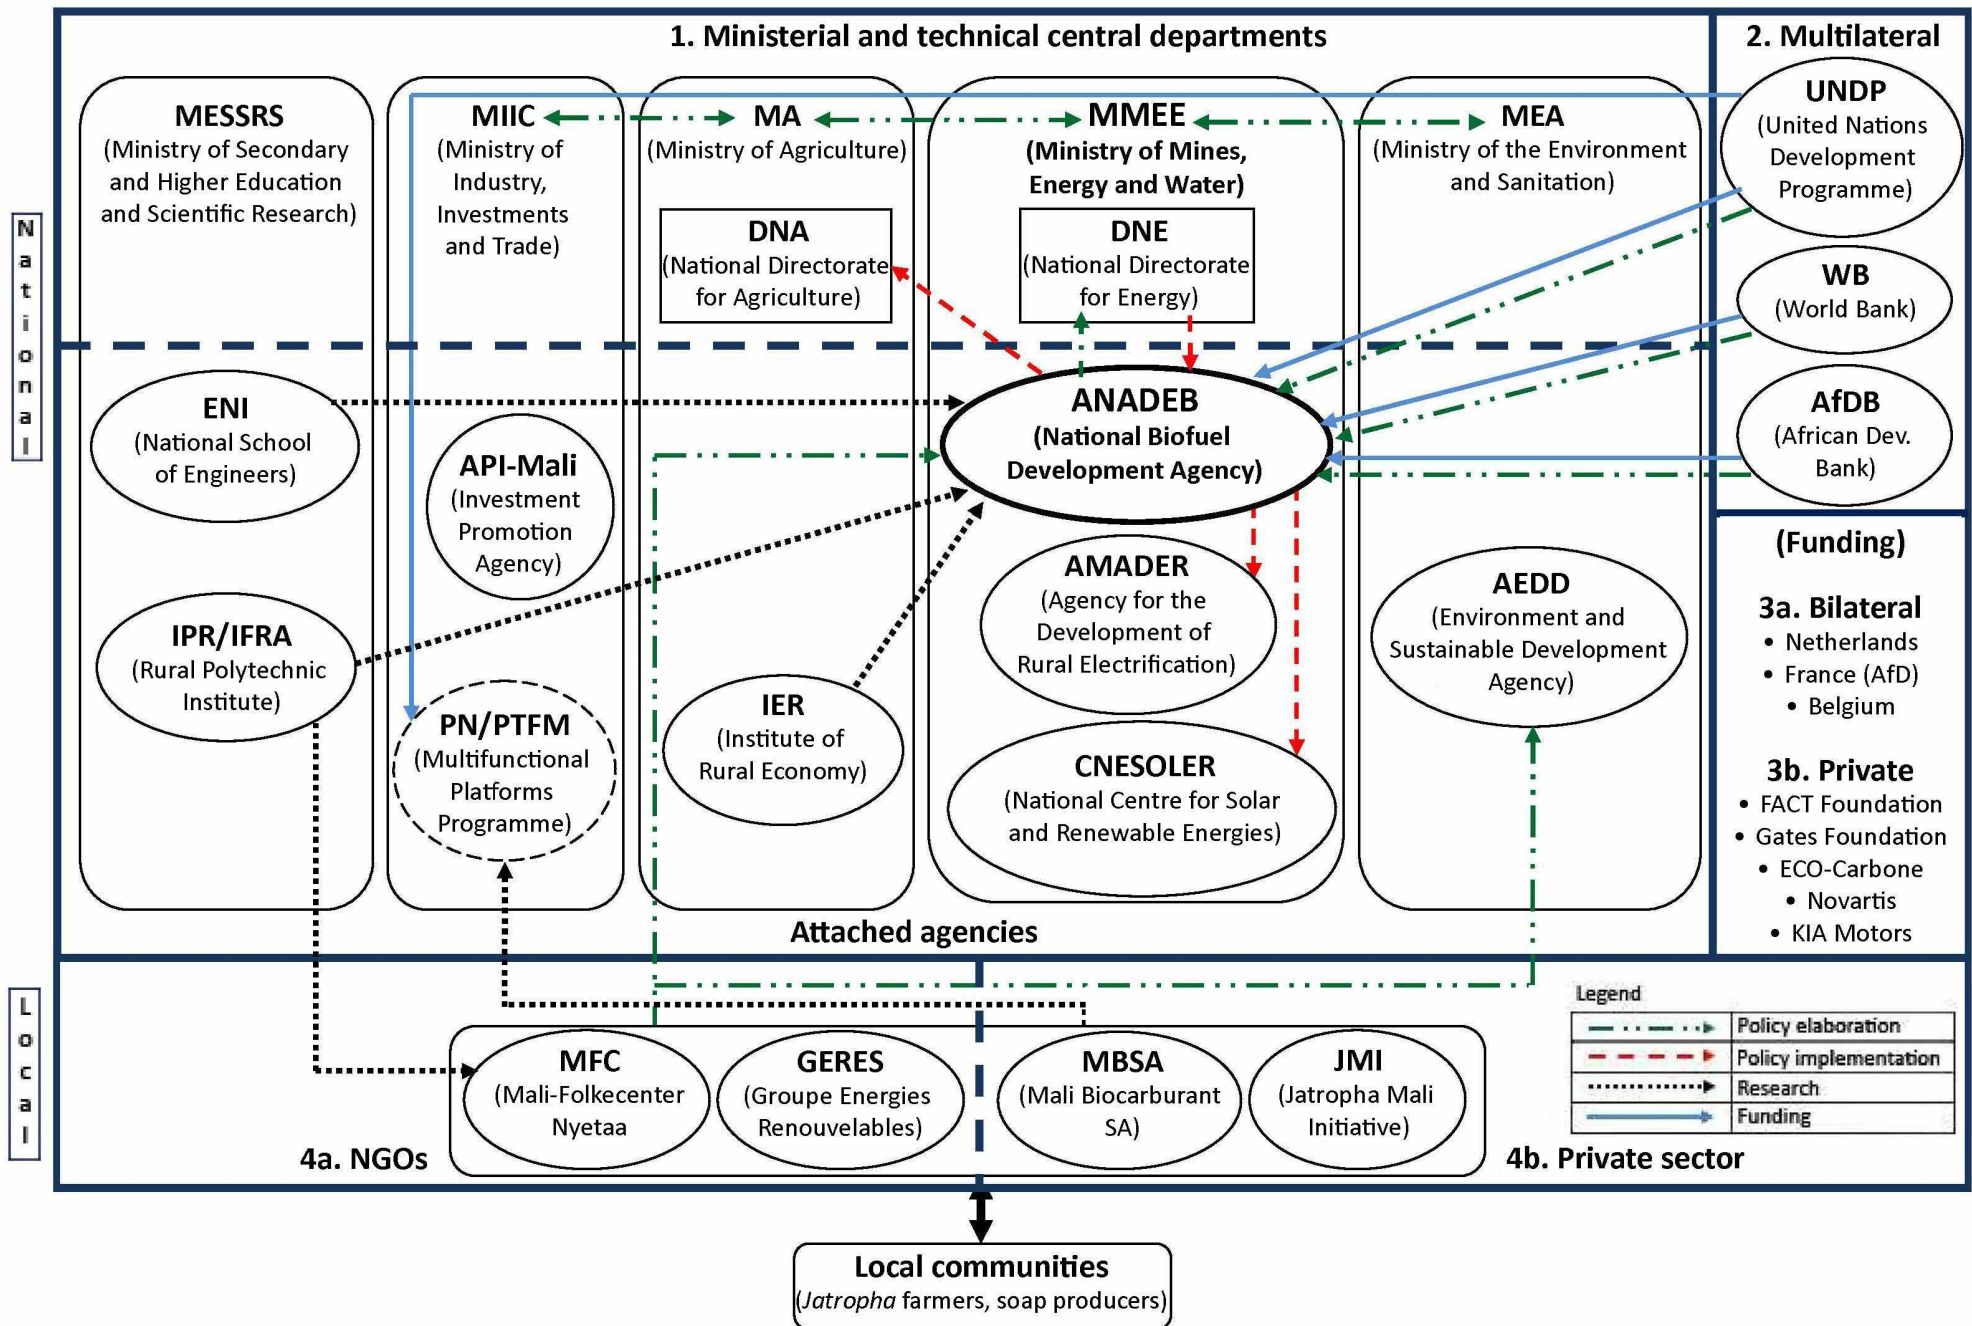 1. Ministerial and technical central departments
2. Multilateral
MESSRS
(Ministry of Secondary
and Higher Education
and Scientific Research)
MIIC
(Ministry of
Industry,
Investments
and Trade)
MA
(Ministry of Agriculture)
MMEE
(Ministry of Mines,
Energy and Water)
MEA
(Ministry of the Environment
and Sanitation)
UNDP
(United Nations
Development
Programme)
DNA
(National Directorate
for Agriculture)
DNE
(National Directorate
for Energy)
WB
(World Bank)
AfDB
(African Dev.
Bank)
National
ENI
(National School
of Engineers)
API-Mali
(Investment
Promotion
Agency)
ANADEB
(National Biofuel
Development Agency)
IPR/IFRA
(Rural Polytechnic
Institute)
PN/PTFM
(Multifunctional
Platforms
Programme)
IER
(Institute of
Rural Economy)
AMADER
(Agency for the
Development of
Rural Electrification)
CNESOLER
(National Centre for Solar
and Renewable Energies)
AEDD
(Environment and
Sustainable Development
Agency)
(Funding)
3a. Bilateral
• Netherlands
• France (AfD)
• Belgium
3b. Private
• FACT Foundation
• Gates Foundation
• ECO-Carbone
• Novartis
• KIA Motors
Attached agencies
Local
MFC
(Mali-Folkecenter
Nyetaa
GERES
(Groupe Energies
Renouvelables)
MBSA
(Mali Biocarburant
SA)
JMI
(Jatropha Mali
Initiative)
4a. NGOs
4b. Private sector
Legend
Policy elaboration
Policy implementation
Research
Funding
Local communities
(Jatropha farmers, soap producers)